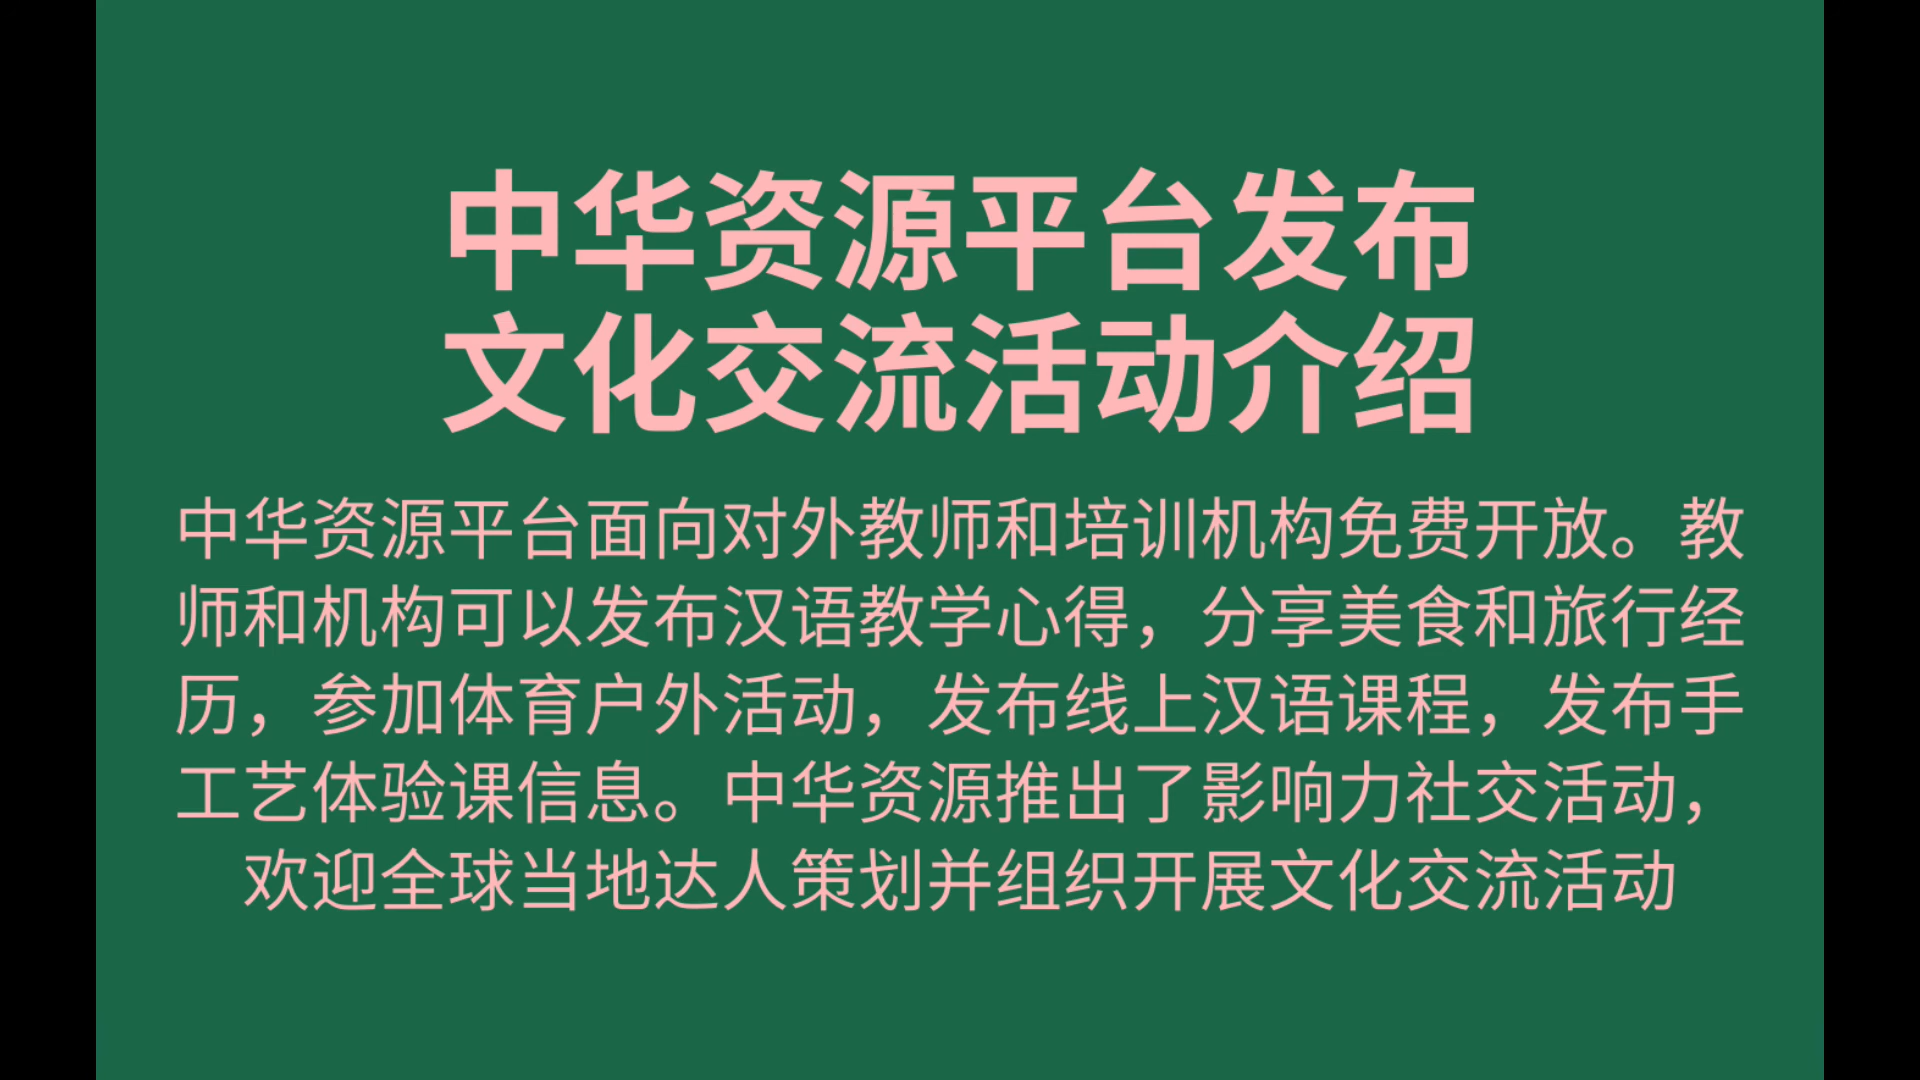 中华资源平台发布
文化交流活动介绍
中华资源平台面向对外教师和培训机构免费开放。教
师和机构可以发布汉语教学心得，分享美食和旅行经
历，参加体育户外活动，发布线上汉语课程，发布手
工艺体验课信息。中华资源推出了影响力社交活动，
欢迎全球当地达人策划并组织开展文化交流活动